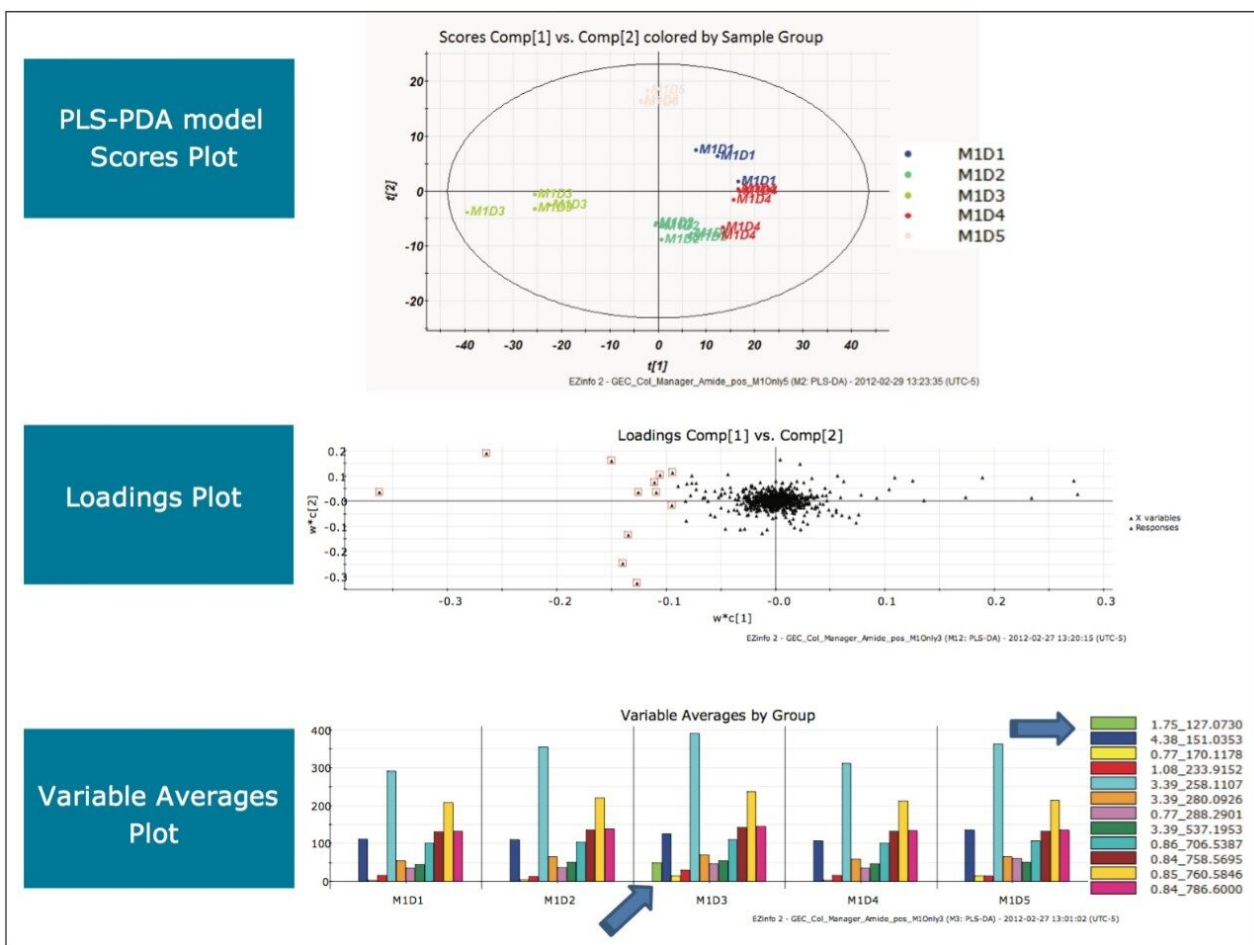 PLS-PDA model
Scores Plot
Scores Comp[1] vs. Comp[2] colored by Sample Group
20
10
0
-10
-20
t[2]
M1D5
M1D1
M1D1
M1D1
M1D4
M1D3
M1D3
M1D3
M1D2
M1D2
M1D4
M1D4
-40
-30
-20
-10
0
10
20
30
40
t[1]
M1D1
M1D2
M1D3
M1D4
M1D5
EZinfo 2 - GEC_Col_Manager_Amide_pos_M1Only5 (M2: PLS-DA) - 2012-02-29 13:23:35 (UTC-5)
Loadings Plot
Loadings Comp[1] vs. Comp[2]
0.2
0.1
-0.0
-0.1
-0.2
-0.3
w*c[2]
-0.3
-0.2
-0.1
-0.0
0.1
0.2
0.3
w*c[1]
X variables
Responses
EZinfo 2 - GEC_Col_Manager_Amide_pos_M1Only3 (M12: PLS-DA) - 2012-02-27 13:20:15 (UTC-5)
Variable Averages
Plot
Variable Averages by Group
400
300
200
100
0
M1D1
M1D2
M1D3
M1D4
M1D5
1.75_127.0730
4.38_151.0353
0.77_170.1178
1.08_233.9152
3.39_258.1107
3.39_280.0926
0.77_288.2901
3.39_537.1953
0.86_706.5387
0.84_758.5695
0.85_760.5846
0.84_786.6000
EZinfo 2 - GEC_Col_Manager_Amide_pos_M1Only3 (M3: PLS-DA) - 2012-02-27 13:01:02 (UTC-5)